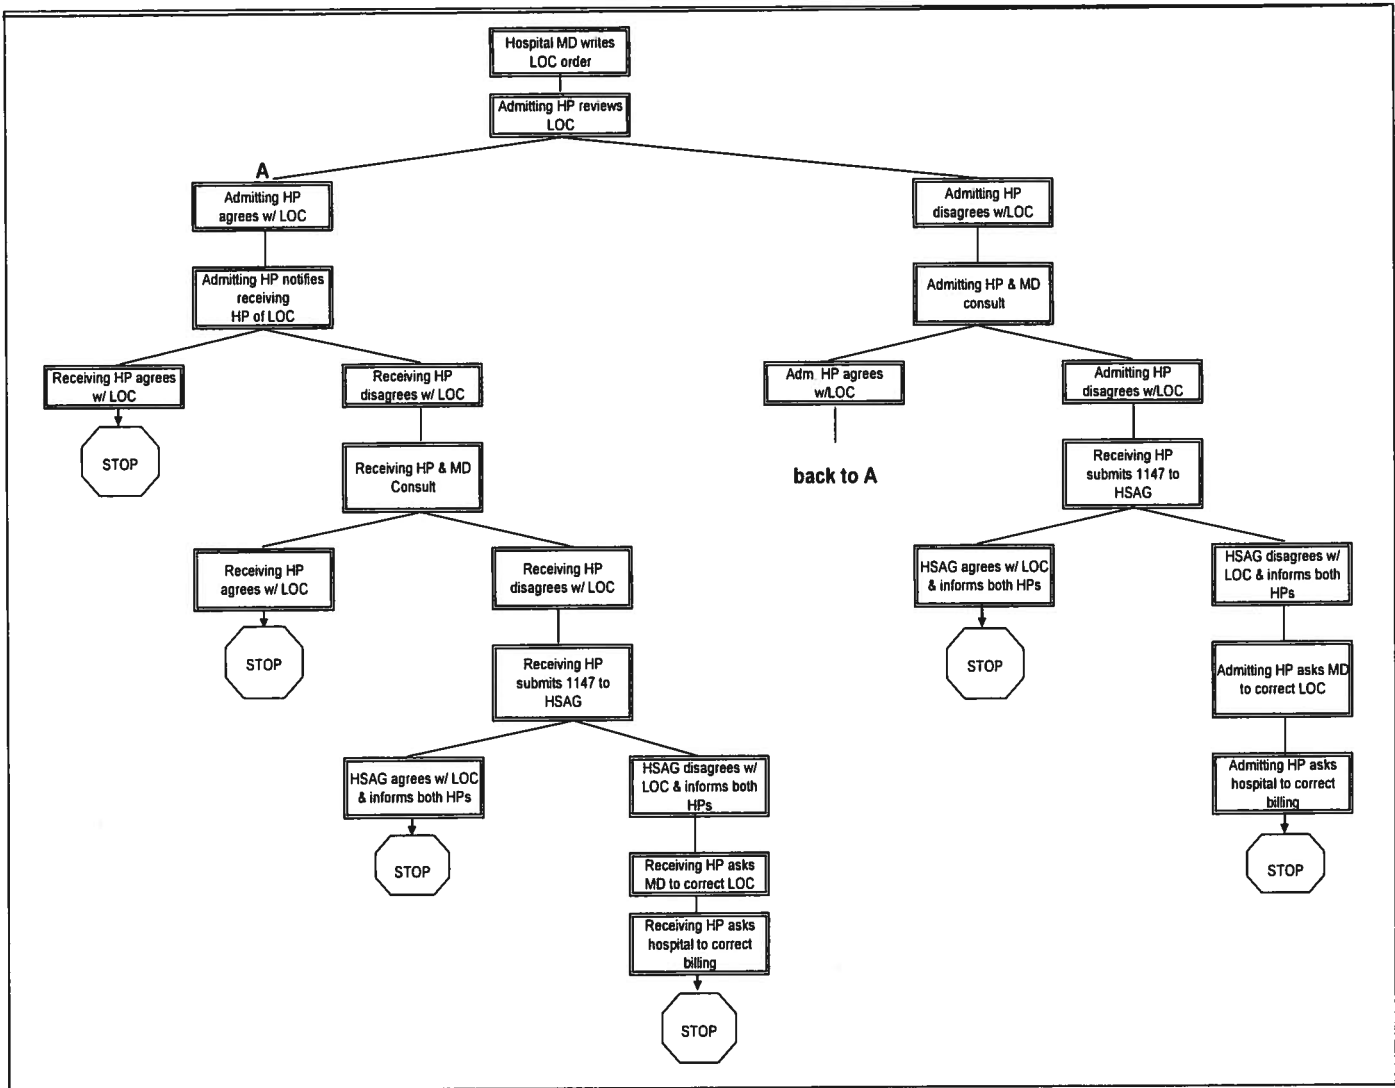 Hospital MD writes
LOC order
Admitting HP reviews
LOC
A
Admitting HP
agrees w/ LOC
Admitting HP
disagrees w/LOC
Admitting HP notifies
receiving
HP of LOC
Admitting HP & MD
consult
Receiving HP agrees
w/ LOC
Receiving HP
disagrees w/ LOC
Adm. HP agrees
w/LOC
Admitting HP
disagrees w/LOC
STOP
Receiving HP & MD
Consult
back to A
Receiving HP
submits 1147 to
HSAG
Receiving HP
agrees w/ LOC
Receiving HP
disagrees w/ LOC
HSAG agrees w/ LOC
& informs both HPs
HSAG disagrees w/
LOC & informs both
HPs
STOP
Receiving HP
submits 1147 to
HSAG
STOP
Admitting HP asks MD
to correct LOC
HSAG agrees w/ LOC
& informs both HPs
HSAG disagrees w/
LOC & informs both
HPs
Admitting HP asks
hospital to correct
billing
STOP
Receiving HP asks
MD to correct LOC
STOP
Receiving HP asks
hospital to correct
billing
STOP